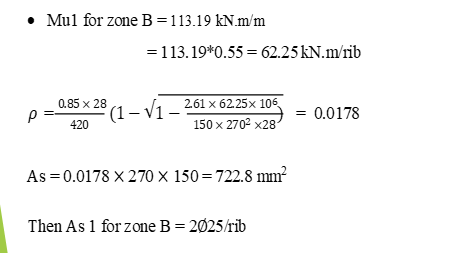 • Mu1 for zone B = 113.19 kN.m/m
= 113.19*0.55 = 62.25 kN.m/rib
ρ = 0.85 × 28 / 420 (1 − √1 − 2.61 × 62.25× 10⁶ / 150 × 270² ×28) = 0.0178
As = 0.0178 × 270 × 150 = 722.8 mm²
Then As 1 for zone B = 2Ø25/rib